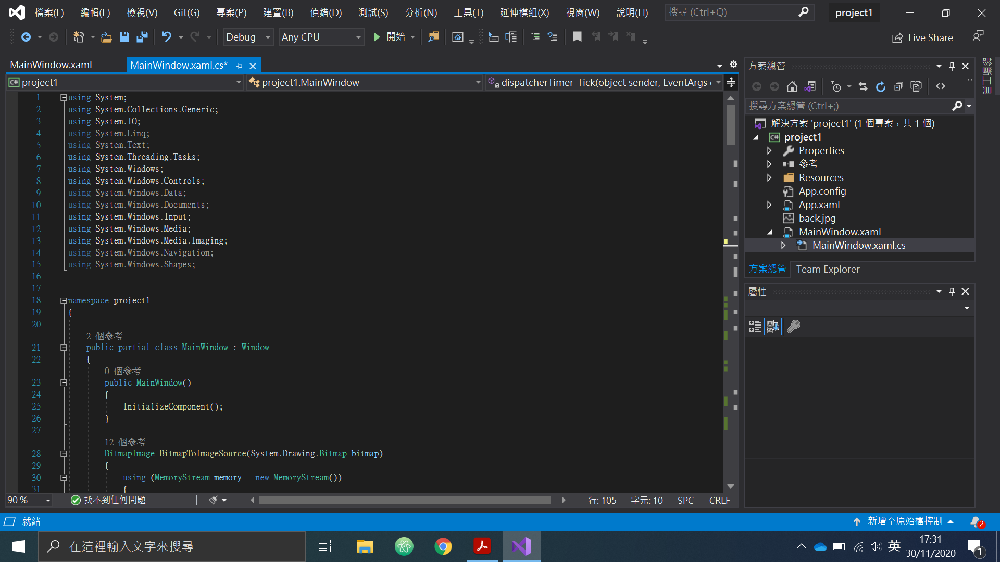 檔案(F) 編輯(E) 檢視(V) Git(G) 專案(P) 建置(B) 偵錯(D) 測試(S) 分析(N) 工具(T) 延伸模組(X) 視窗(W) 說明(H) 搜尋 (Ctrl+Q) project1
Debug Any CPU 開始 Live Share
MainWindow.xaml MainWindow.xaml.cs*
project1 project1.MainWindow dispatcherTimer_Tick(object sender, EventArgs e
1 using System;
2 using System.Collections.Generic;
3 using System.IO;
4 using System.Linq;
5 using System.Text;
6 using System.Threading.Tasks;
7 using System.Windows;
8 using System.Windows.Controls;
9 using System.Windows.Data;
10 using System.Windows.Documents;
11 using System.Windows.Input;
12 using System.Windows.Media;
13 using System.Windows.Media.Imaging;
14 using System.Windows.Navigation;
15 using System.Windows.Shapes;
16
17
18 namespace project1
19 {
20
2 個參考
21 public partial class MainWindow : Window
22 {
0 個參考
23 public MainWindow()
24 {
25 InitializeComponent();
26 }
27
12 個參考
28 BitmapImage BitmapToImageSource(System.Drawing.Bitmap bitmap)
29 {
30 using (MemoryStream memory = new MemoryStream())
31 {
90 % 找不到任何問題 行: 105 字元: 10 SPC CRLF
方案總管
搜尋方案總管 (Ctrl+;)
解決方案 'project1' (1 個專案，共 1 個)
C# project1
Properties
參考
Resources
App.config
App.xaml
back.jpg
MainWindow.xaml
MainWindow.xaml.cs
方案總管 Team Explorer
屬性
診斷工具
就緒 新增至原始檔控制 2
在這裡輸入文字來搜尋 英 17:31
30/11/2020 1